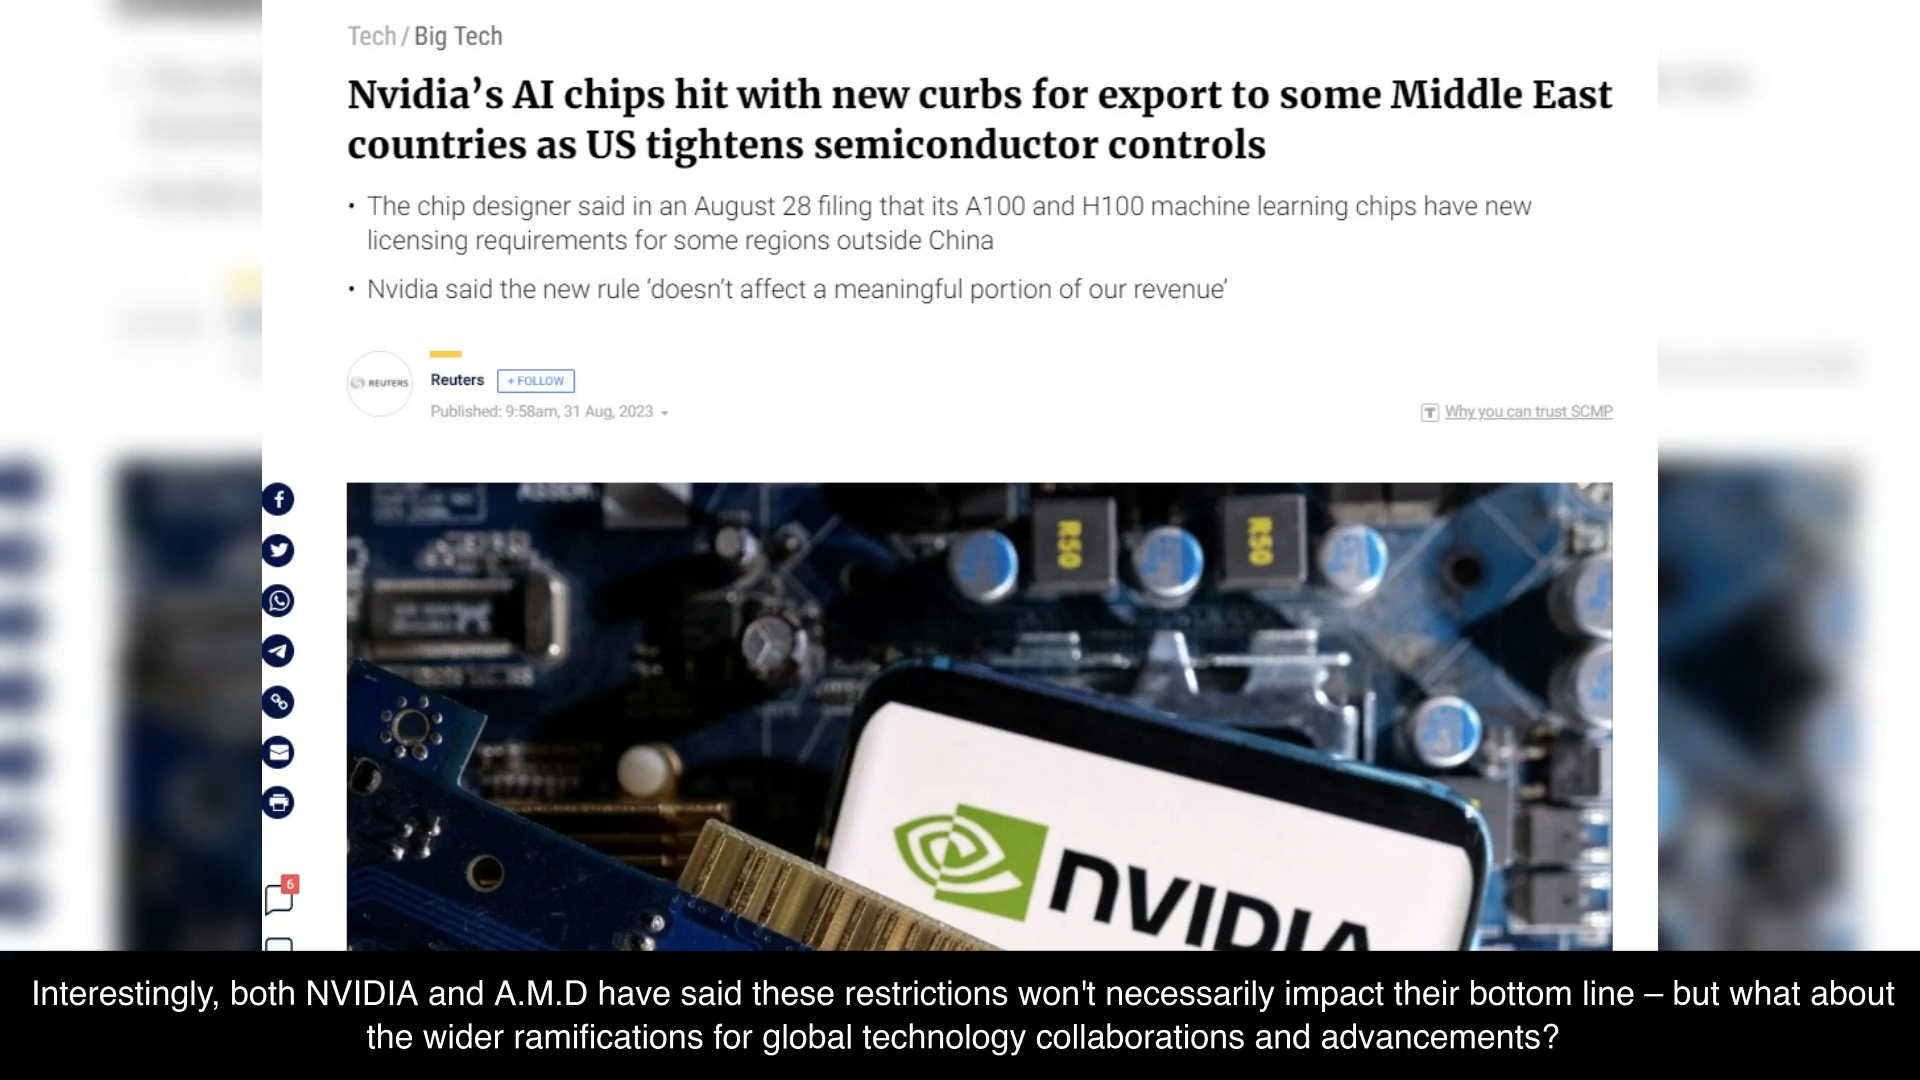 Tech / Big Tech
Nvidia’s AI chips hit with new curbs for export to some Middle East
countries as US tightens semiconductor controls
• The chip designer said in an August 28 filing that its A100 and H100 machine learning chips have new
licensing requirements for some regions outside China
• Nvidia said the new rule ‘doesn’t affect a meaningful portion of our revenue’
REUTERS
Reuters
+ FOLLOW
Published: 9:58am, 31 Aug, 2023
Why you can trust SCMP
R50
R50
6
NVIDIA
Interestingly, both NVIDIA and A.M.D have said these restrictions won't necessarily impact their bottom line – but what about
the wider ramifications for global technology collaborations and advancements?